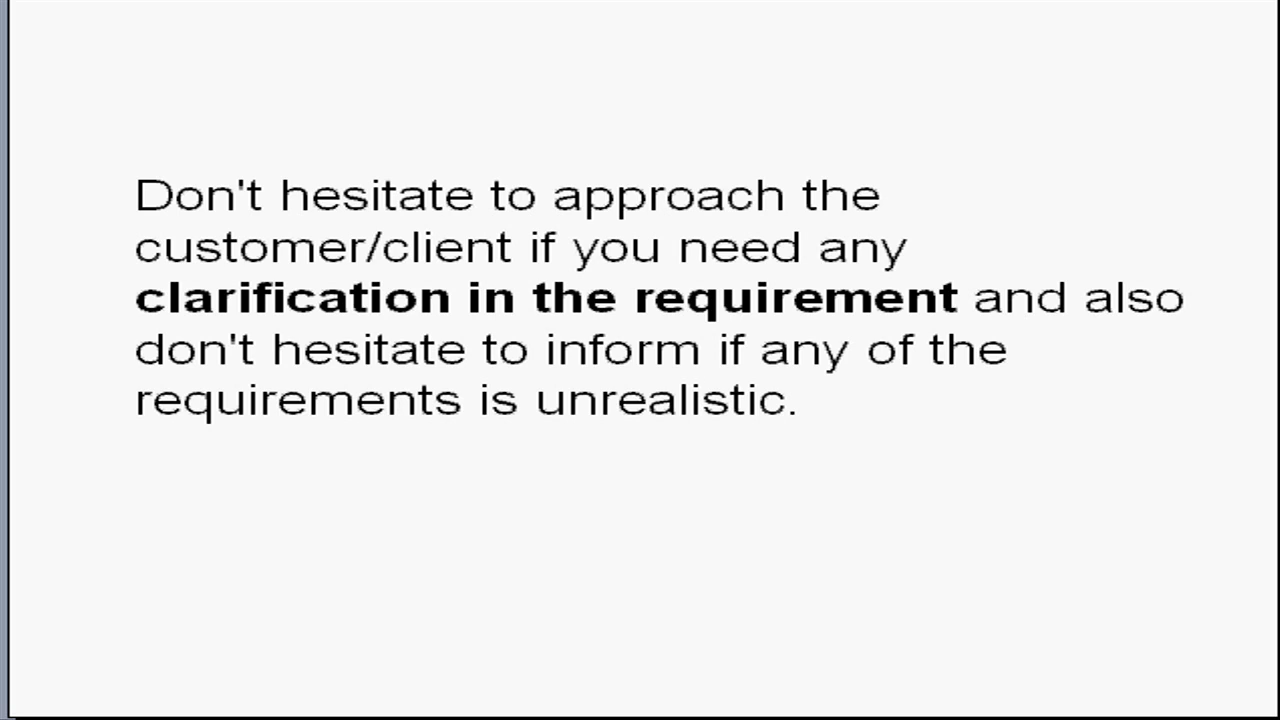 Don't hesitate to approach the
customer/client if you need any
clarification in the requirement and also
don't hesitate to inform if any of the
requirements is unrealistic.